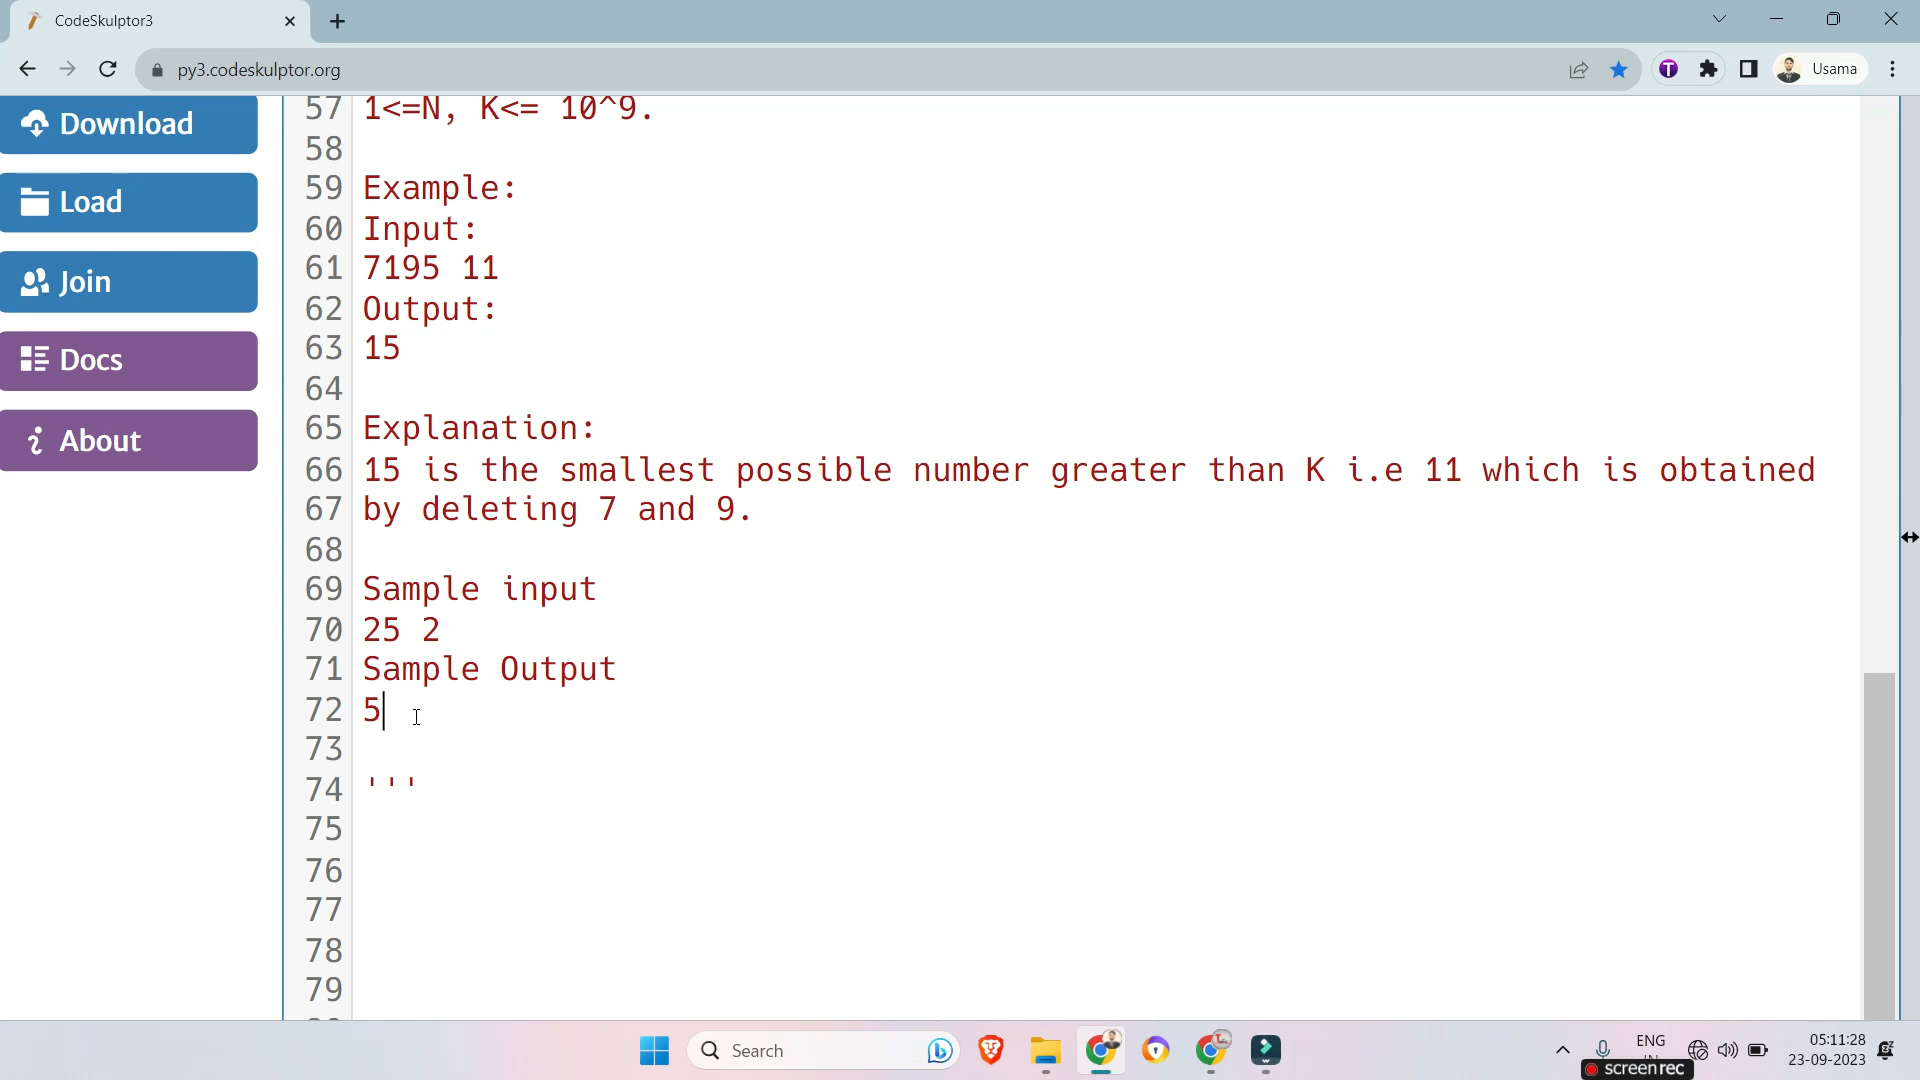 CodeSkulptor3
py3.codeskulptor.org
Usama
Download
Load
Join
Docs
About
57 1<=N, K<= 10^9.
58
59 Example:
60 Input:
61 7195 11
62 Output:
63 15
64
65 Explanation:
66 15 is the smallest possible number greater than K i.e 11 which is obtained
67 by deleting 7 and 9.
68
69 Sample input
70 25 2
71 Sample Output
72 5
73
74 '''
75
76
77
78
79
Search
ENG
05:11:28
23-09-2023
screenrec